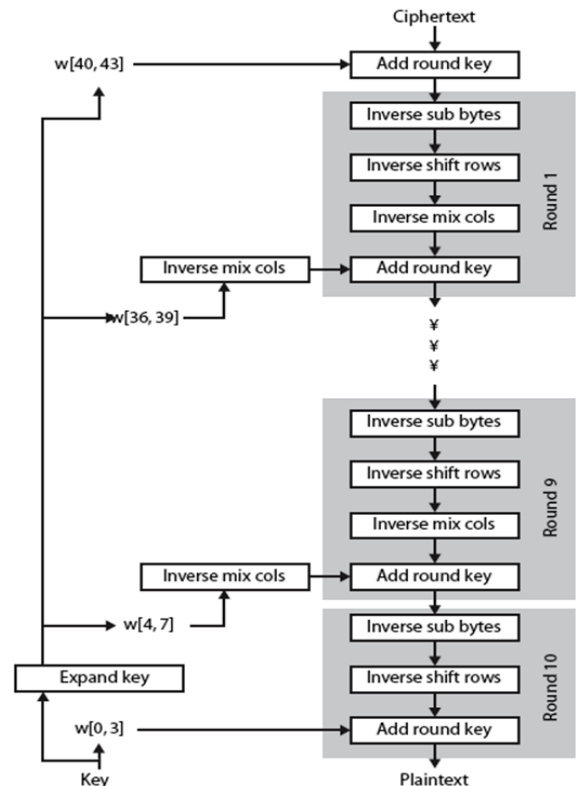 Ciphertext
w[40, 43]
Add round key
Inverse sub bytes
Inverse shift rows
Inverse mix cols
Round 1
Inverse mix cols
Add round key
w[36, 39]
¥
¥
¥
Inverse sub bytes
Inverse shift rows
Inverse mix cols
Round 9
Inverse mix cols
Add round key
w[4, 7]
Inverse sub bytes
Expand key
Inverse shift rows
Round 10
w[0, 3]
Add round key
Key
Plaintext